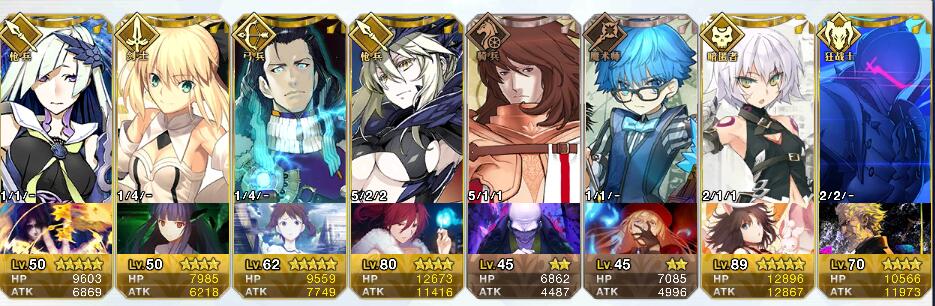 枪·兵
剑·士
弓·兵
枪·兵
骑·兵
魔术师
暗匿者
狂战士
1/1/-
1/4/-
1/4/-
5/2/2
5/1/1
1/1/-
2/1/1
2/2/-
Lv.50
Lv.50
Lv.62
Lv.80
Lv.45
Lv.45
Lv.89
Lv.70
HP 9603
HP 7985
HP 9559
HP 12673
HP 6862
HP 7085
HP 12896
HP 10566
ATK 6869
ATK 6218
ATK 7749
ATK 11416
ATK 4487
ATK 4996
ATK 12867
ATK 11973